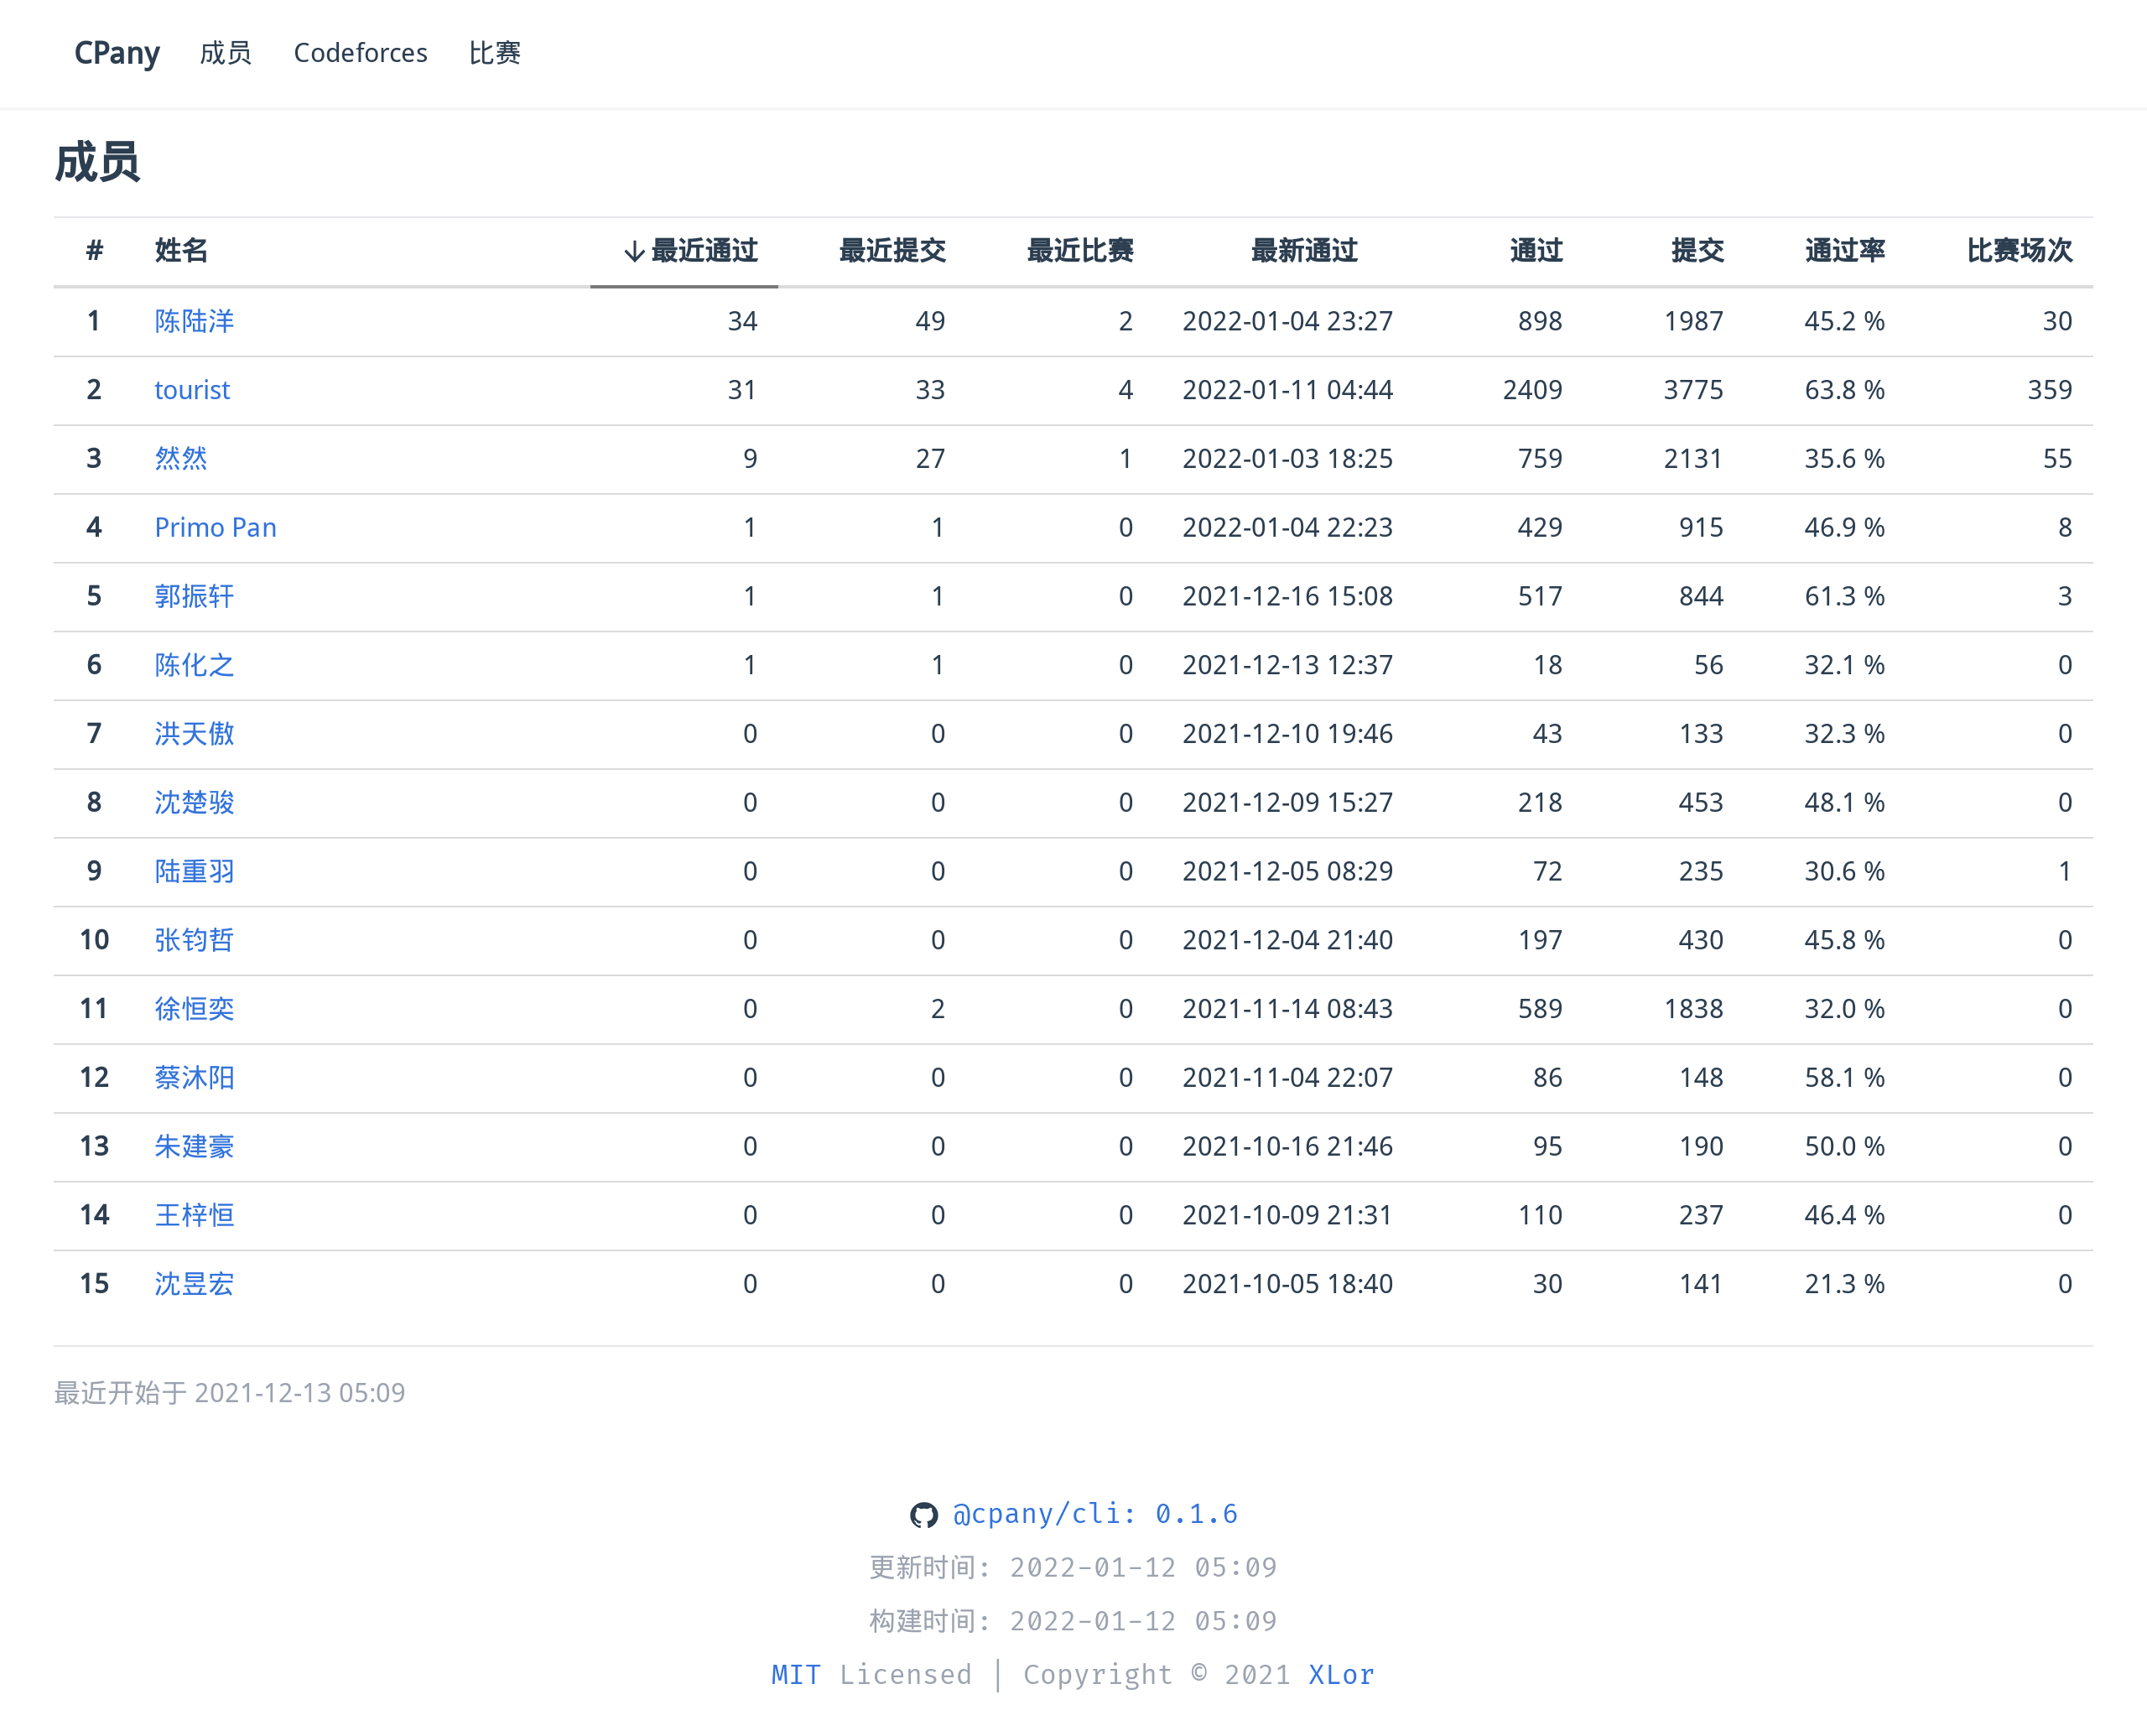 CPany 成员 Codeforces 比赛
成员
# 姓名 ↓ 最近通过 最近提交 最近比赛 最新通过 通过 提交 通过率 比赛场次
1 陈陆洋 34 49 2 2022-01-04 23:27 898 1987 45.2 % 30
2 tourist 31 33 4 2022-01-11 04:44 2409 3775 63.8 % 359
3 然然 9 27 1 2022-01-03 18:25 759 2131 35.6 % 55
4 Primo Pan 1 1 0 2022-01-04 22:23 429 915 46.9 % 8
5 郭振轩 1 1 0 2021-12-16 15:08 517 844 61.3 % 3
6 陈化之 1 1 0 2021-12-13 12:37 18 56 32.1 % 0
7 洪天傲 0 0 0 2021-12-10 19:46 43 133 32.3 % 0
8 沈楚骏 0 0 0 2021-12-09 15:27 218 453 48.1 % 0
9 陆重羽 0 0 0 2021-12-05 08:29 72 235 30.6 % 1
10 张钧哲 0 0 0 2021-12-04 21:40 197 430 45.8 % 0
11 徐恒奕 0 2 0 2021-11-14 08:43 589 1838 32.0 % 0
12 蔡沐阳 0 0 0 2021-11-04 22:07 86 148 58.1 % 0
13 朱建豪 0 0 0 2021-10-16 21:46 95 190 50.0 % 0
14 王梓恒 0 0 0 2021-10-09 21:31 110 237 46.4 % 0
15 沈昱宏 0 0 0 2021-10-05 18:40 30 141 21.3 % 0
最近开始于 2021-12-13 05:09
@cpany/cli: 0.1.6
更新时间: 2022-01-12 05:09
构建时间: 2022-01-12 05:09
MIT Licensed | Copyright © 2021 XLor